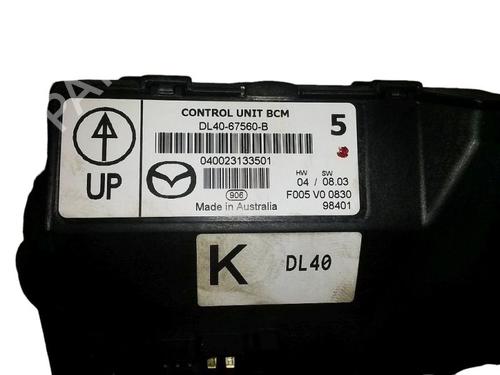 UP
CONTROL UNIT BCM
DL40-67560-B
040023133501
906
Made in Australia
5
HW SW
04 / 08.03
F005 V0 0830
98401
K DL40